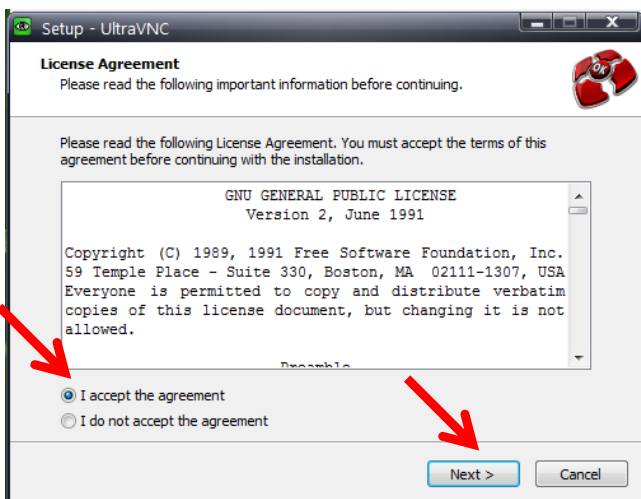 Setup - UltraVNC
License Agreement
Please read the following important information before continuing.
OK
Please read the following License Agreement. You must accept the terms of this
agreement before continuing with the installation.
GNU GENERAL PUBLIC LICENSE
Version 2, June 1991
Copyright (C) 1989, 1991 Free Software Foundation, Inc.
59 Temple Place - Suite 330, Boston, MA 02111-1307, USA
Everyone is permitted to copy and distribute verbatim
copies of this license document, but changing it is not
allowed.
Preamble
I accept the agreement
I do not accept the agreement
Next >
Cancel